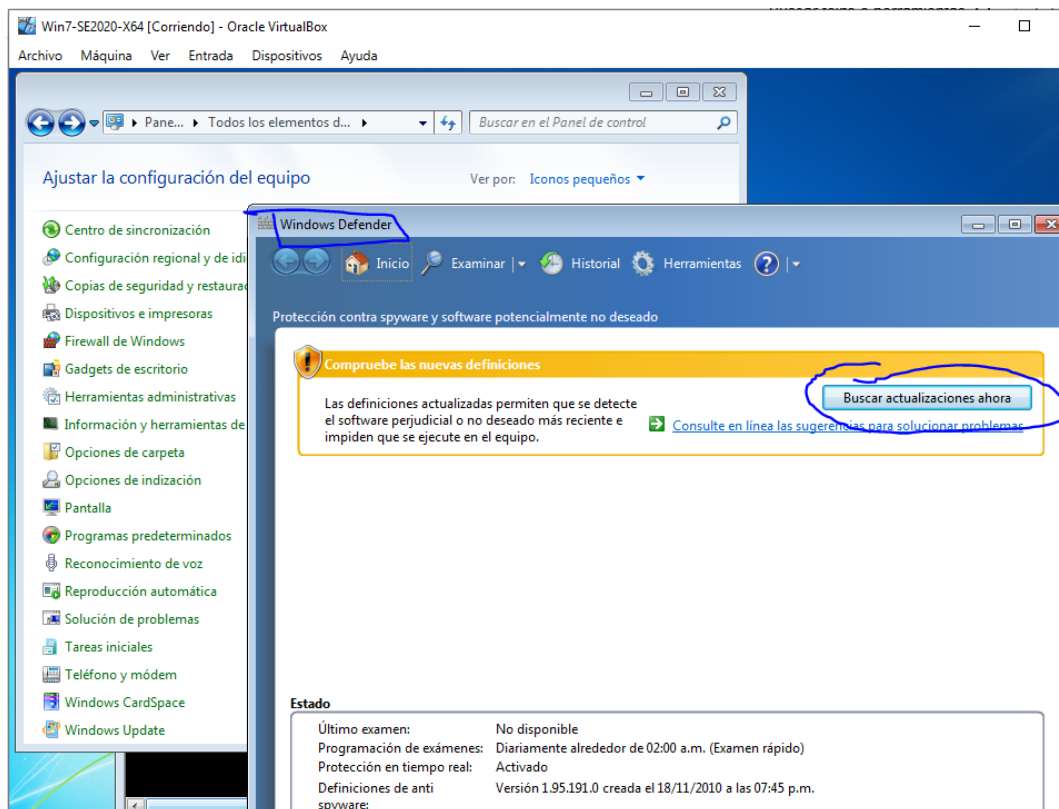 Win7-SE2020-X64 [Corriendo] - Oracle VirtualBox
Archivo Máquina Ver Entrada Dispositivos Ayuda
Pane... Todos los elementos d... Buscar en el Panel de control
Ajustar la configuración del equipo Ver por: Iconos pequeños
Centro de sincronización
Configuración regional y de idi
Copias de seguridad y restaurac
Dispositivos e impresoras
Firewall de Windows
Gadgets de escritorio
Herramientas administrativas
Información y herramientas de
Opciones de carpeta
Opciones de indización
Pantalla
Programas predeterminados
Reconocimiento de voz
Reproducción automática
Solución de problemas
Tareas iniciales
Teléfono y módem
Windows CardSpace
Windows Update
Windows Defender
Inicio Examinar Historial Herramientas
Protección contra spyware y software potencialmente no deseado
Compruebe las nuevas definiciones
Las definiciones actualizadas permiten que se detecte
el software perjudicial o no deseado más reciente e
impiden que se ejecute en el equipo.
Buscar actualizaciones ahora
Consulte en línea las sugerencias para solucionar problemas
Estado
Último examen: No disponible
Programación de exámenes: Diariamente alrededor de 02:00 a.m. (Examen rápido)
Protección en tiempo real: Activado
Definiciones de anti Versión 1.95.191.0 creada el 18/11/2010 a las 07:45 p.m.
spyware: